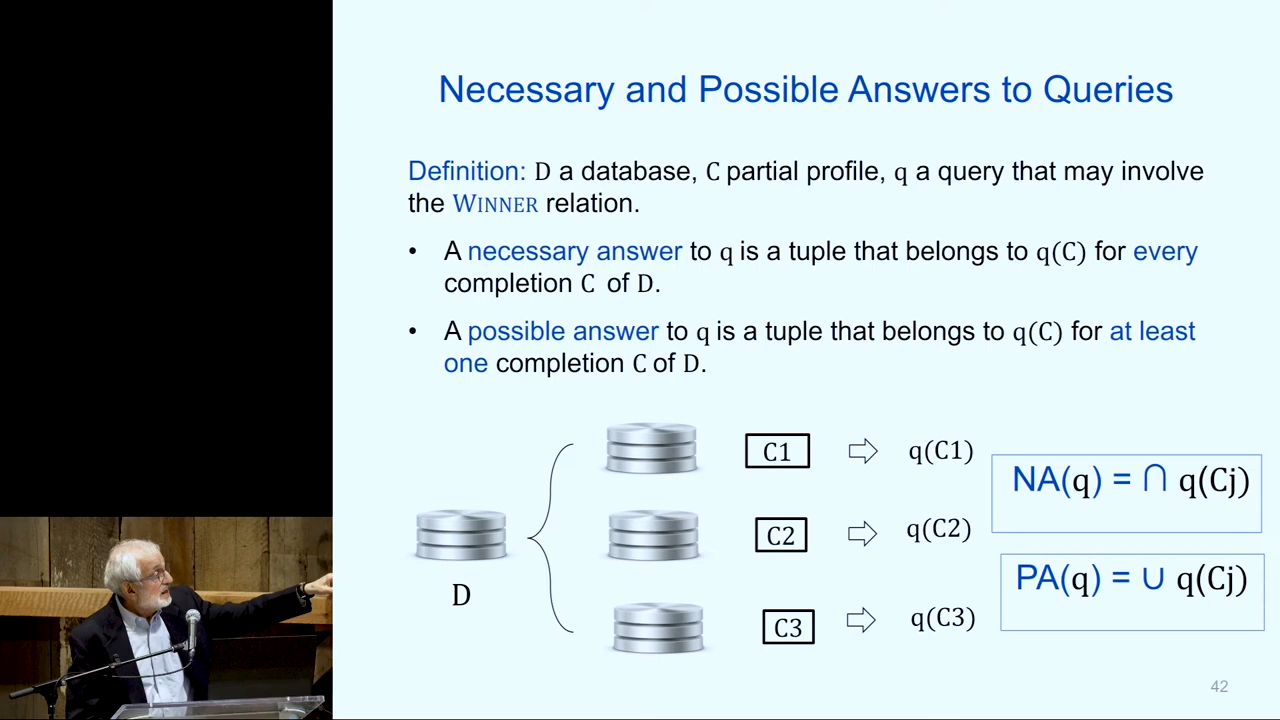 Necessary and Possible Answers to Queries
Definition: D a database, C partial profile, q a query that may involve
the WINNER relation.
• A necessary answer to q is a tuple that belongs to q(C) for every
completion C of D.
• A possible answer to q is a tuple that belongs to q(C) for at least
one completion C of D.
C1 ⇨ q(C1)
NA(q) = ∩ q(Cj)
C2 ⇨ q(C2)
PA(q) = ∪ q(Cj)
D
C3 ⇨ q(C3)
42